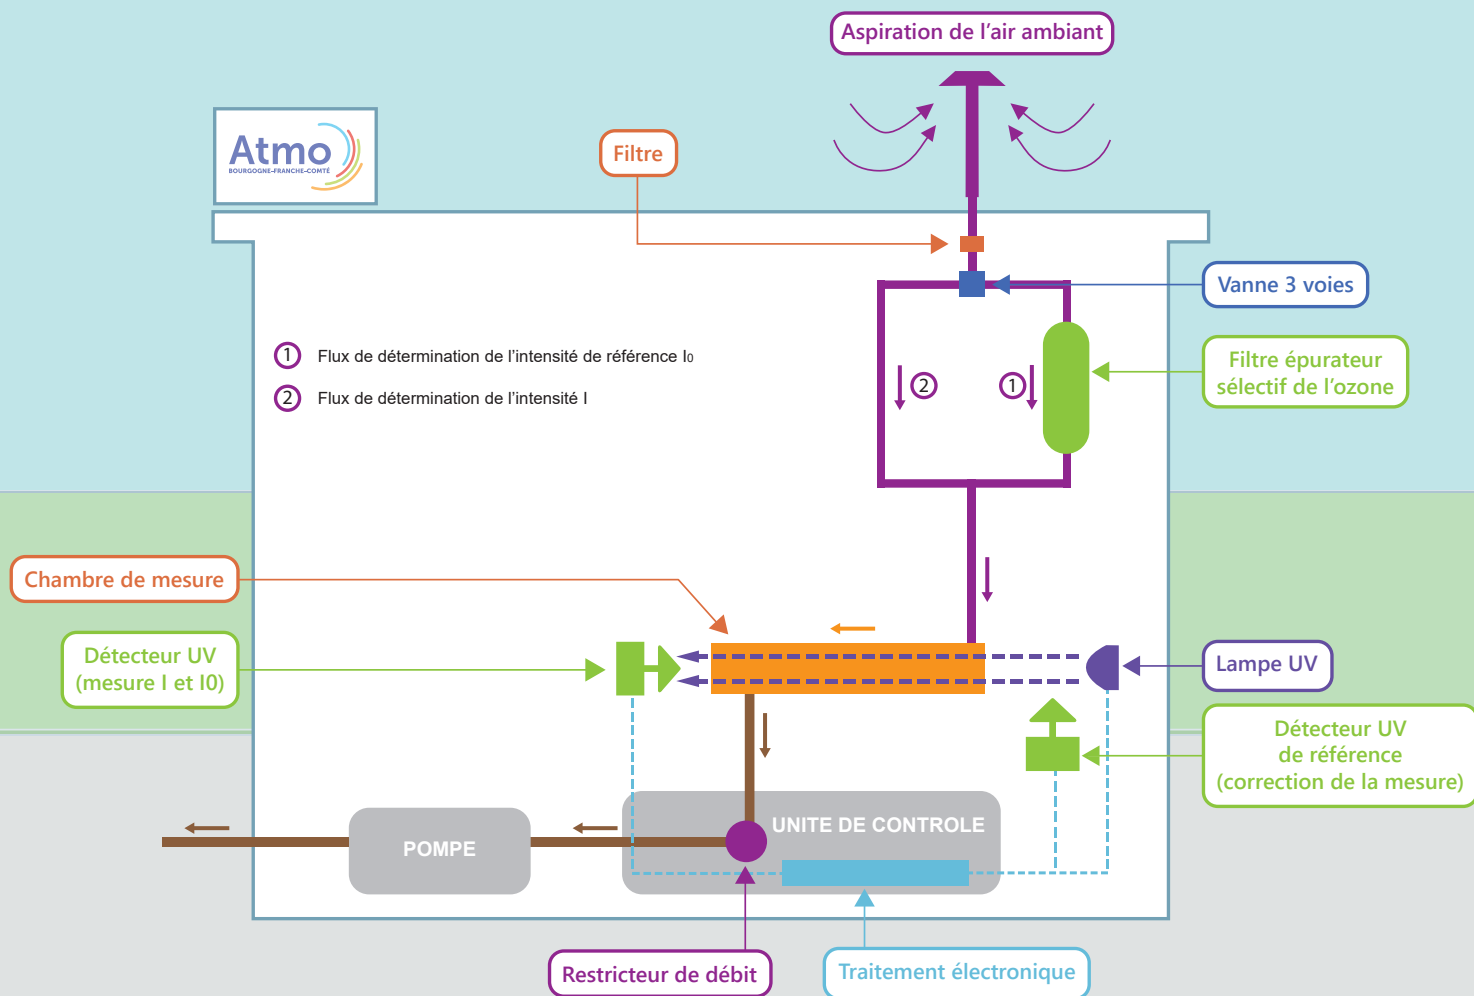 Aspiration de l'air ambiant
Atmo
BOURGOGNE-FRANCHE-COMTÉ
Filtre
Vanne 3 voies
1 Flux de détermination de l'intensité de référence I0
2 Flux de détermination de l'intensité I
Filtre épurateur
sélectif de l'ozone
2
1
Chambre de mesure
Détecteur UV
(mesure I et I0)
Lampe UV
Détecteur UV
de référence
(correction de la mesure)
UNITE DE CONTROLE
POMPE
Restricteur de débit
Traitement électronique